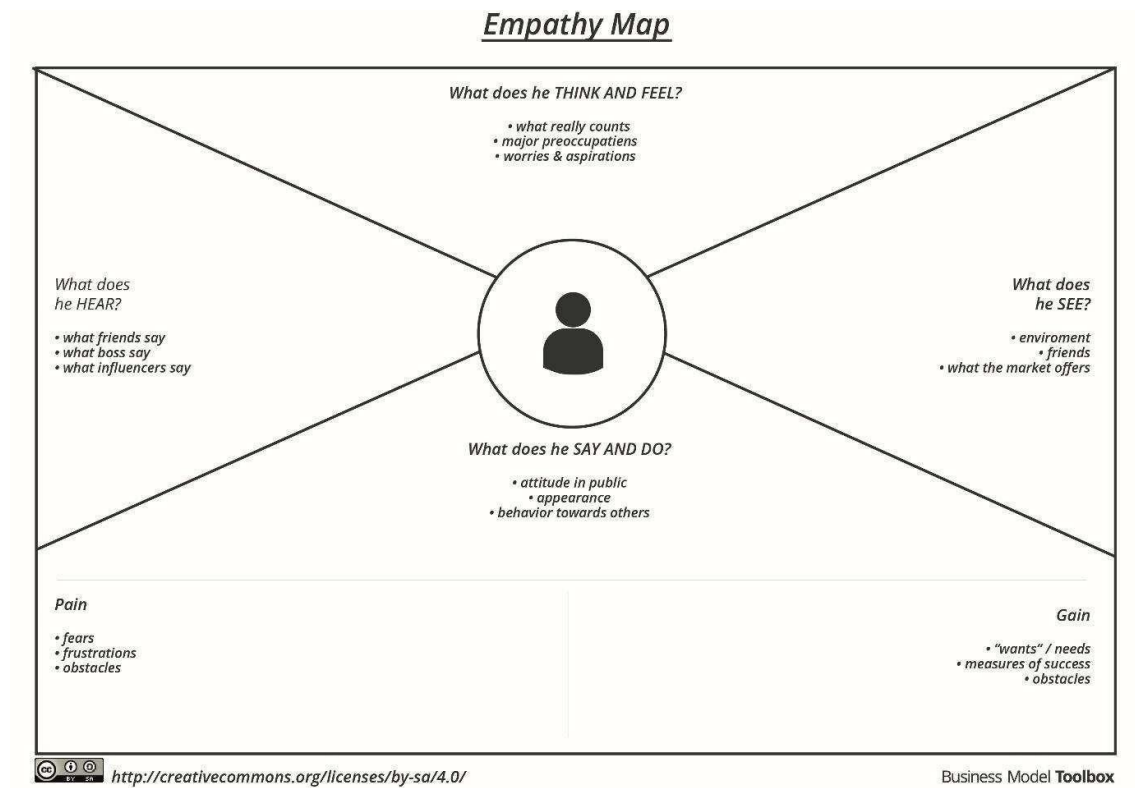 Empathy Map
What does he THINK AND FEEL?
• what really counts
• major preoccupatiens
• worries & aspirations
What does
he HEAR?
• what friends say
• what boss say
• what influencers say
What does
he SEE?
• enviroment
• friends
• what the market offers
What does he SAY AND DO?
• attitude in public
• appearance
• behavior towards others
Pain
• fears
• frustrations
• obstacles
Gain
• "wants" / needs
• measures of success
• obstacles
cc BY SA
http://creativecommons.org/licenses/by-sa/4.0/
Business Model Toolbox